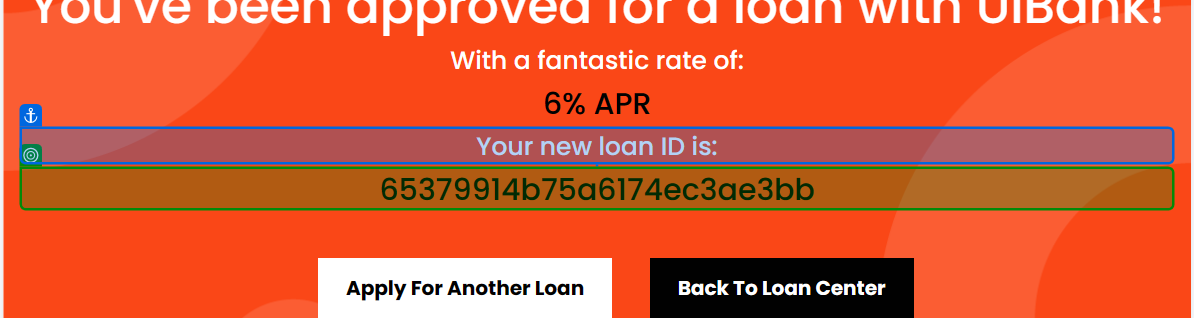 You've been approved for a loan with UiBank!
With a fantastic rate of:
6% APR
Your new loan ID is:
65379914b75a6174ec3ae3bb
Apply For Another Loan Back To Loan Center